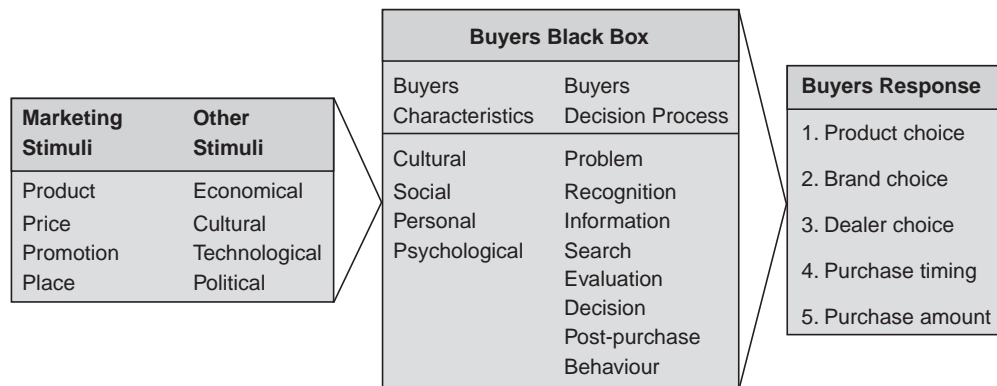 Marketing Stimuli
Other Stimuli
Product
Price
Promotion
Place
Economical
Cultural
Technological
Political
Buyers Black Box
Buyers
Characteristics
Buyers
Decision Process
Cultural
Social
Personal
Psychological
Problem
Recognition
Information
Search
Evaluation
Decision
Post-purchase
Behaviour
Buyers Response
1. Product choice
2. Brand choice
3. Dealer choice
4. Purchase timing
5. Purchase amount